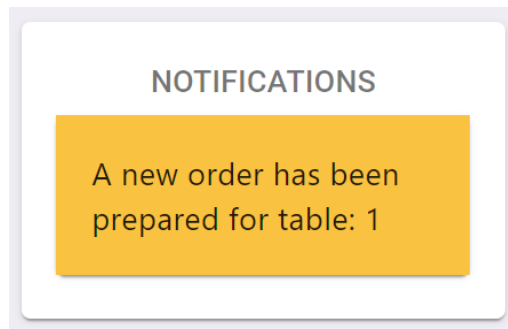 NOTIFICATIONS
A new order has been
prepared for table: 1